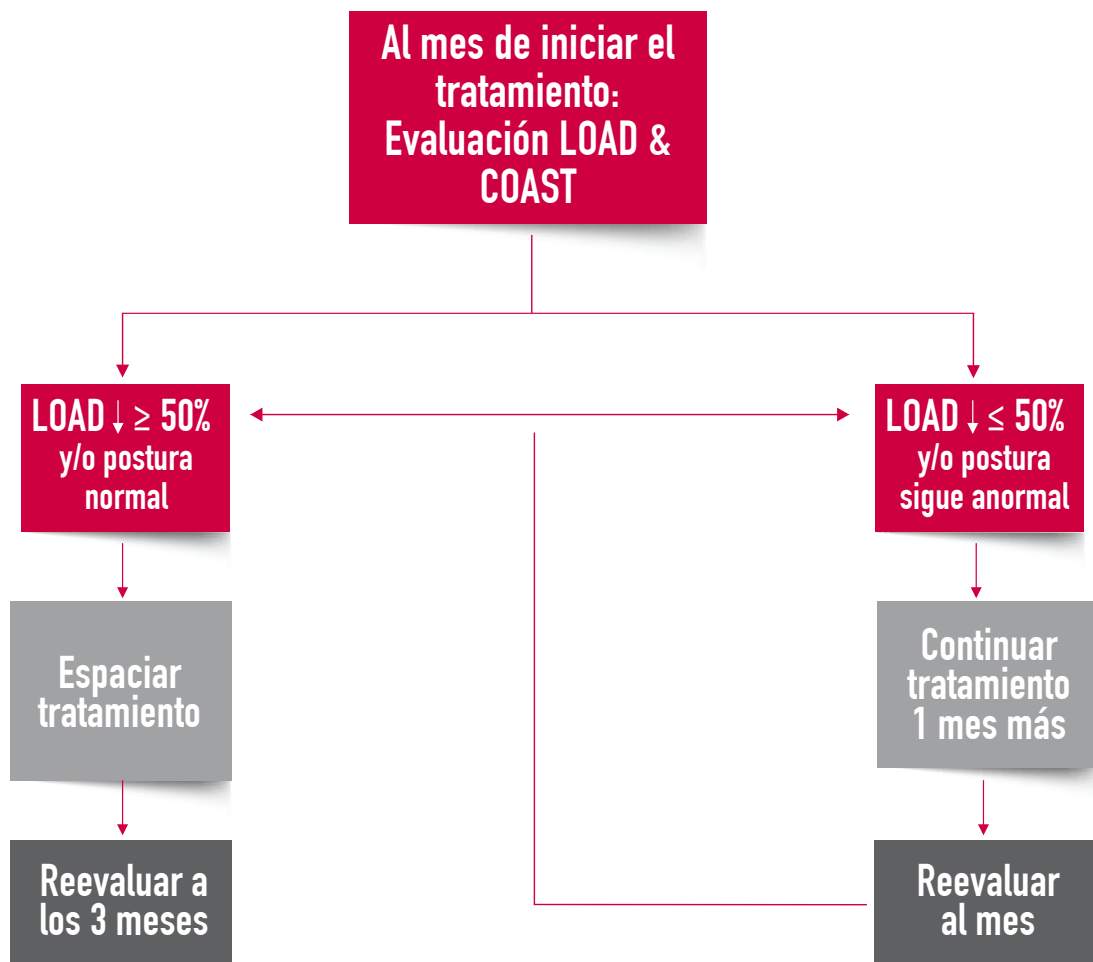 Al mes de iniciar el
tratamiento:
Evaluación LOAD &
COAST
LOAD ↓ ≥ 50%
y/o postura
normal
LOAD ↓ ≤ 50%
y/o postura
sigue anormal
Espaciar
tratamiento
Continuar
tratamiento
1 mes más
Reevaluar a
los 3 meses
Reevaluar
al mes